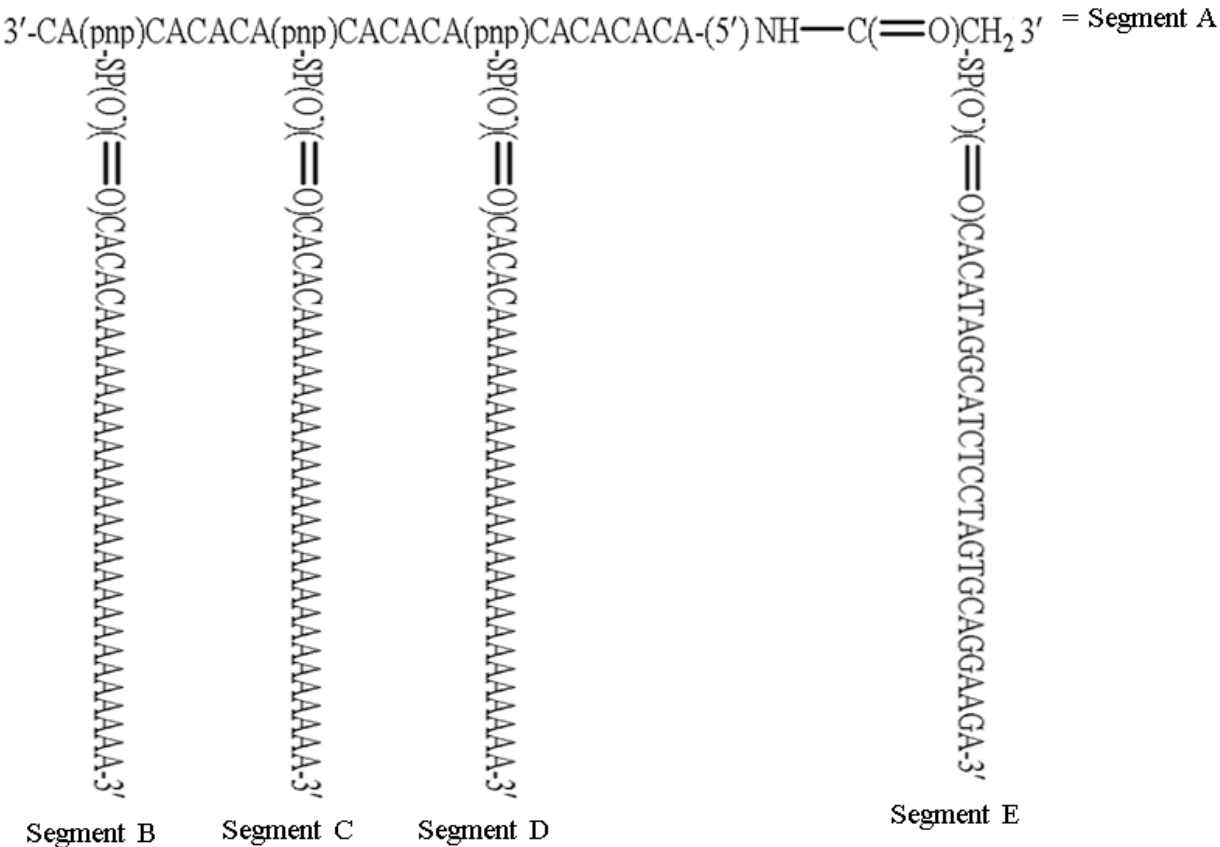 3′-CA(pnp)CACACA(pnp)CACACA(pnp)CACACACA-(5′) NH—C(=O)CH₂ 3′ = Segment A
-SP(O⁻)(=O)CACACAAAAAAAAAAAAAAAAAAAAAAAAA-3′
-SP(O⁻)(=O)CACACAAAAAAAAAAAAAAAAAAAAAAAAA-3′
-SP(O⁻)(=O)CACACAAAAAAAAAAAAAAAAAAAAAAAAA-3′
-SP(O⁻)(=O)CACATAGGCATCTCCTAGTGCAGGAAGA-3′
Segment B
Segment C
Segment D
Segment E